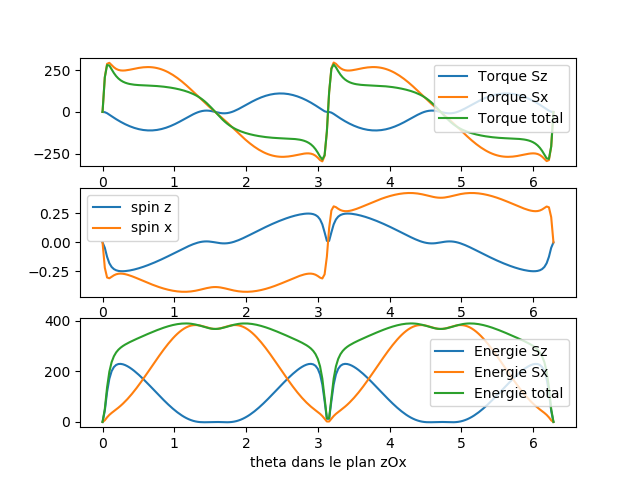 250
0
−250
Torque Sz
Torque Sx
Torque total
0 1 2 3 4 5 6
0.25
0.00
−0.25
spin z
spin x
0 1 2 3 4 5 6
400
200
0
Energie Sz
Energie Sx
Energie total
0 1 2 3 4 5 6
theta dans le plan zOx